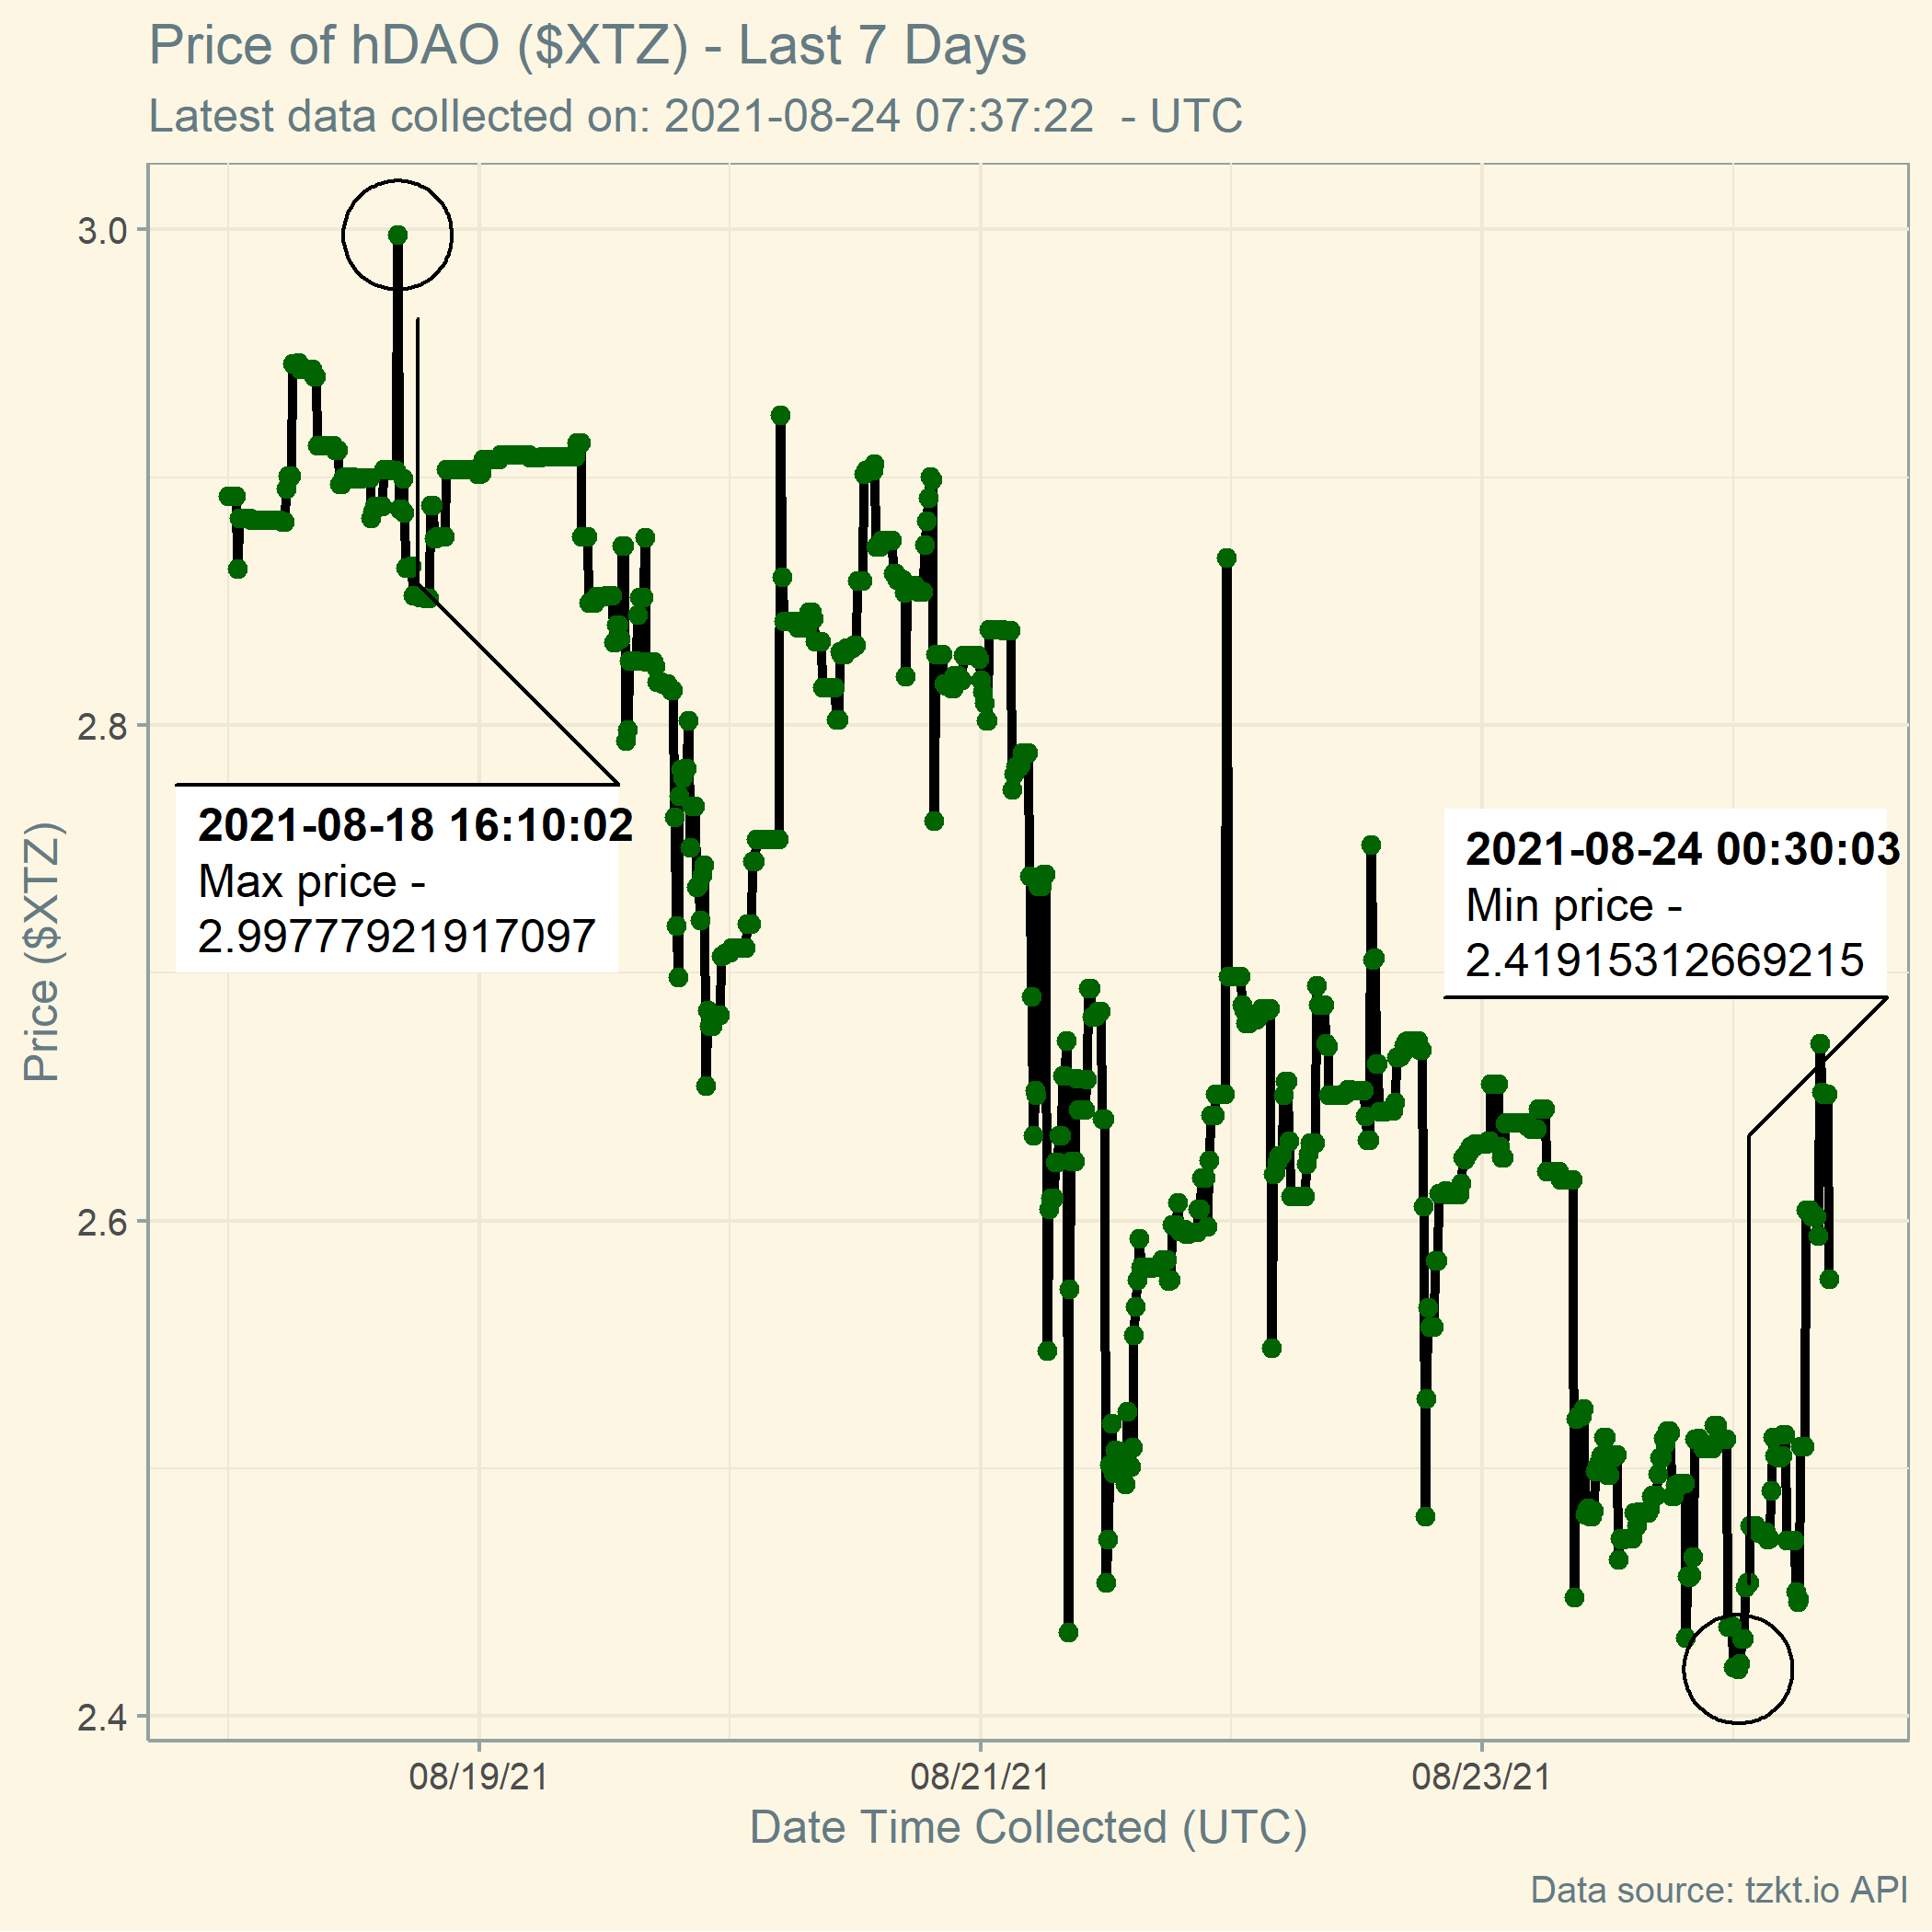 Price of hDAO ($XTZ) - Last 7 Days
Latest data collected on: 2021-08-24 07:37:22  - UTC
3.0
2.8
2.6
2.4
Price ($XTZ)
2021-08-18 16:10:02
Max price -
2.99777921917097
2021-08-24 00:30:03
Min price -
2.41915312669215
08/19/21
08/21/21
08/23/21
Date Time Collected (UTC)
Data source: tzkt.io API